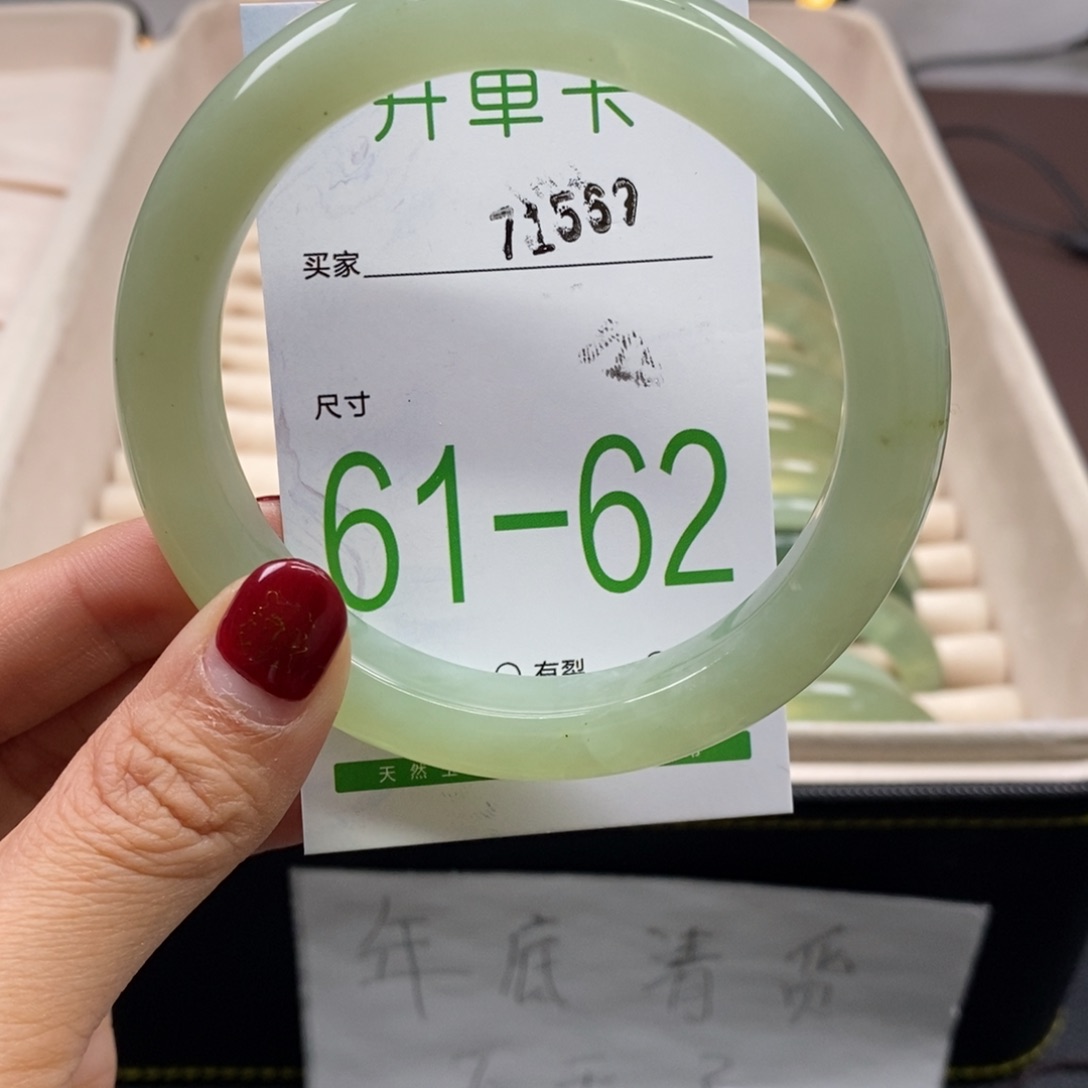 开单卡
买家 71567
尺寸
61-62
有裂
天然
年底清货